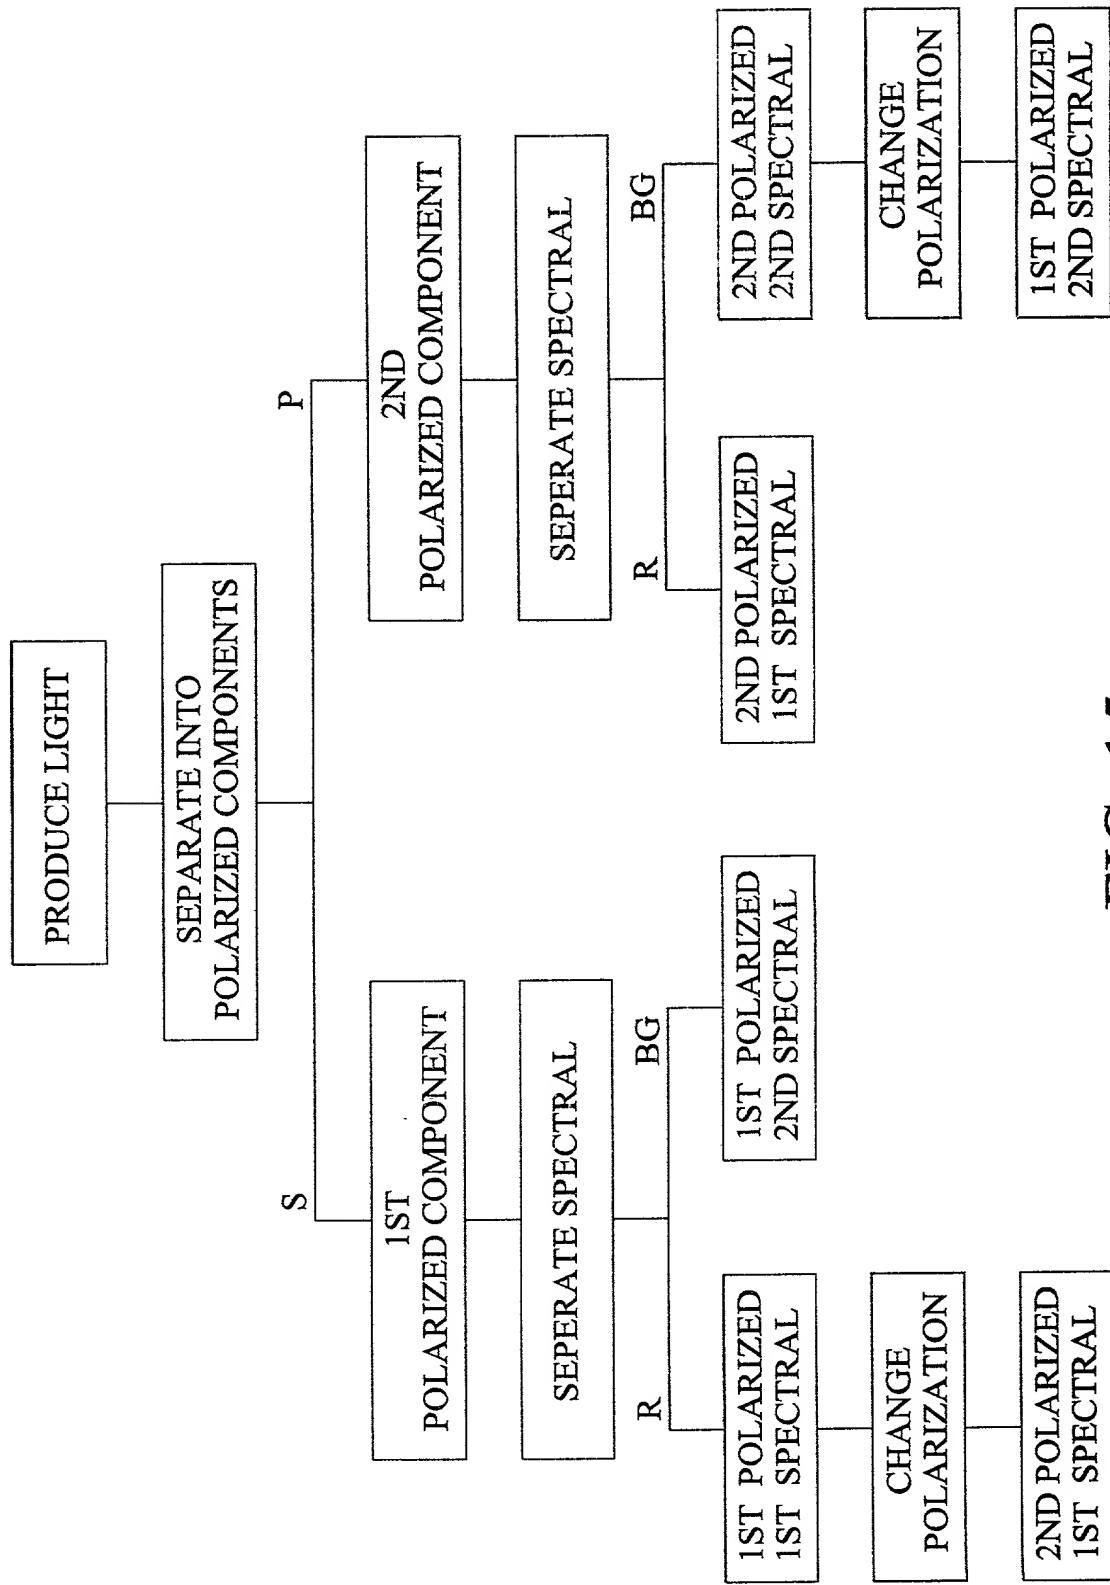 PRODUCE LIGHT
SEPARATE INTO
POLARIZED COMPONENTS
S
P
1ST
POLARIZED COMPONENT
2ND
POLARIZED COMPONENT
SEPERATE SPECTRAL
SEPERATE SPECTRAL
R
BG
R
BG
1ST POLARIZED
1ST SPECTRAL
1ST POLARIZED
2ND SPECTRAL
2ND POLARIZED
1ST SPECTRAL
2ND POLARIZED
2ND SPECTRAL
CHANGE
POLARIZATION
CHANGE
POLARIZATION
2ND POLARIZED
1ST SPECTRAL
1ST POLARIZED
2ND SPECTRAL